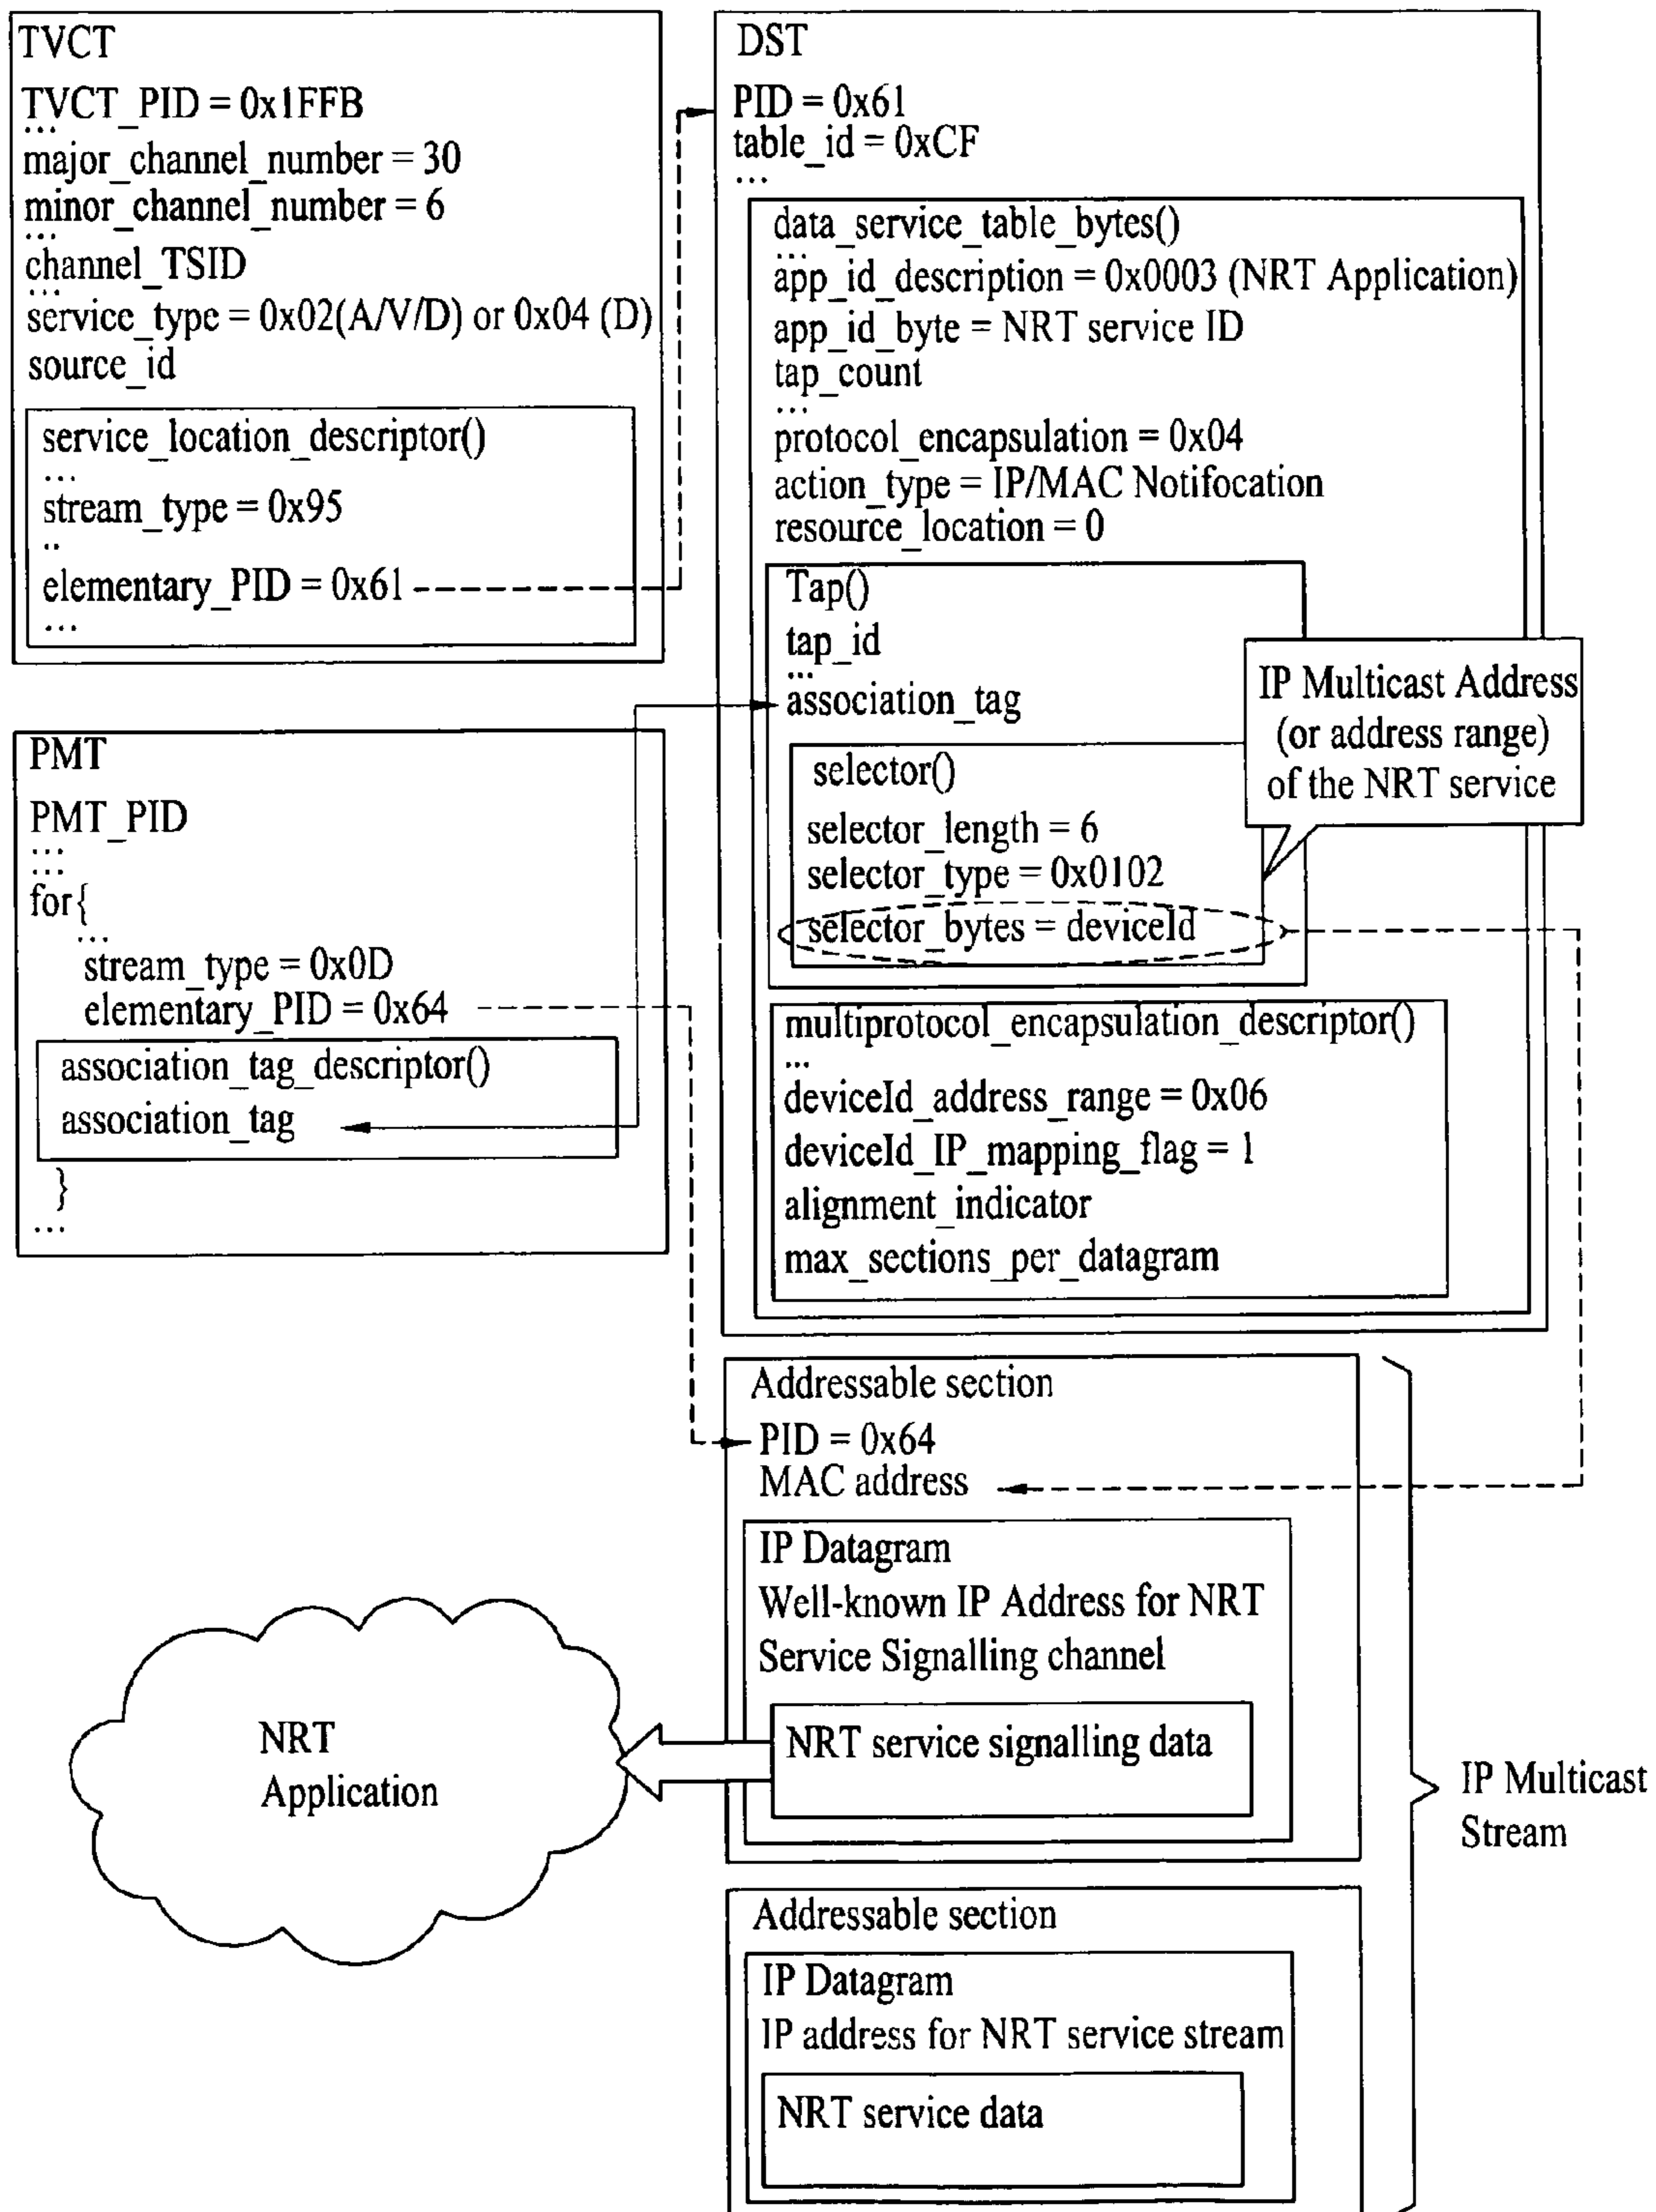 TVCT
TVCT_PID = 0x1FFB
...
major_channel_number = 30
minor_channel_number = 6
...
channel_TSID
...
service_type = 0x02(A/V/D) or 0x04 (D)
source_id
service_location_descriptor()
...
stream_type = 0x95
..
elementary_PID = 0x61
...
PMT
PMT_PID
...
...
for{
...
stream_type = 0x0D
elementary_PID = 0x64
association_tag_descriptor()
association_tag
}
...
DST
PID = 0x61
table_id = 0xCF
...
data_service_table_bytes()
...
app_id_description = 0x0003 (NRT Application)
app_id_byte = NRT service ID
tap_count
...
protocol_encapsulation = 0x04
action_type = IP/MAC Notifocation
resource_location = 0
Tap()
tap_id
...
association_tag
selector()
selector_length = 6
selector_type = 0x0102
selector_bytes = deviceId
IP Multicast Address
(or address range)
of the NRT service
multiprotocol_encapsulation_descriptor()
...
deviceId_address_range = 0x06
deviceId_IP_mapping_flag = 1
alignment_indicator
max_sections_per_datagram
Addressable section
PID = 0x64
MAC address
IP Datagram
Well-known IP Address for NRT
Service Signalling channel
NRT service signalling data
NRT
Application
IP Multicast
Stream
Addressable section
IP Datagram
IP address for NRT service stream
NRT service data